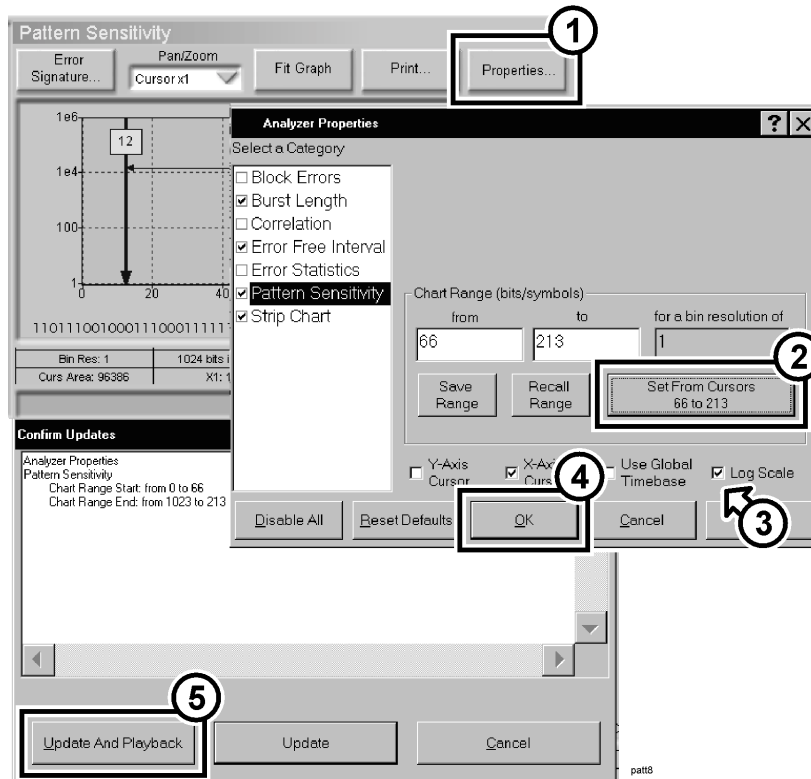 1
Pattern Sensitivity
Error Signature...
Pan/Zoom
Cursor x1
Fit Graph
Print...
Properties...
1e6
12
1e4
100
1
0
20
40
11011100100011100011111
Bin Res: 1
1024 bits i
Curs Area: 96386
X1: 1
Analyzer Properties
?
X
Select a Category
Block Errors
Burst Length
Correlation
Error Free Interval
Error Statistics
Pattern Sensitivity
Strip Chart
Chart Range (bits/symbols)
from
to
for a bin resolution of
66
213
1
2
Save Range
Recall Range
Set From Cursors
66 to 213
Y-Axis Cursor
X-Axi
Curs
Use Global Timebase
Log Scale
3
4
Disable All
Reset Defaults
OK
Cancel
Confirm Updates
Analyzer Properties
Pattern Sensitivity
Chart Range Start: from 0 to 66
Chart Range End: from 1023 to 213
5
Update And Playback
Update
Cancel
patt8